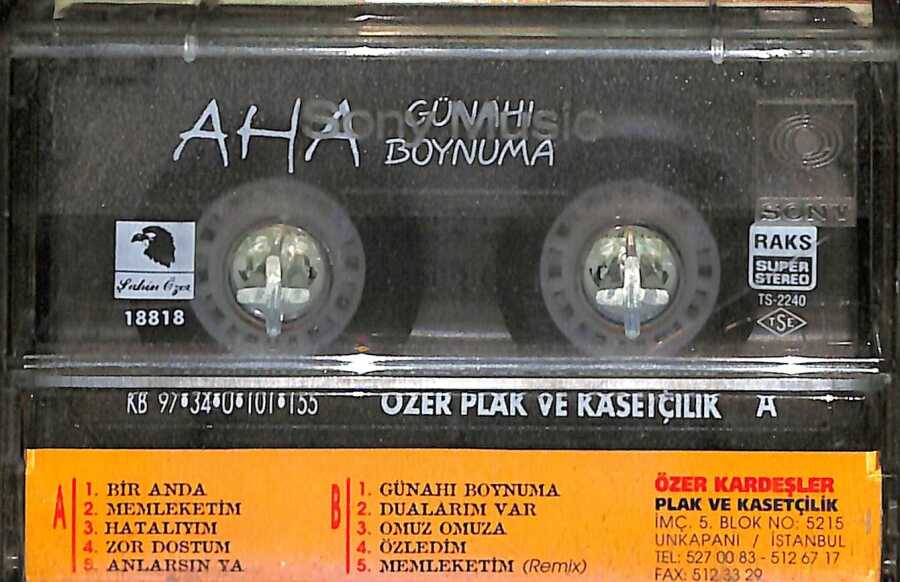 AHA
GÜNAHI
BOYNUMA
Sony Music
SONY
Şahin Özer
18818
RAKS
SUPER
STEREO
TS-2240
TSE
KB 97•34•U•101•155
ÖZER PLAK VE KASETÇİLİK
A
A
1. BİR ANDA
2. MEMLEKETİM
3. HATALIYIM
4. ZOR DOSTUM
5. ANLARSIN YA
B
1. GÜNAHI BOYNUMA
2. DUALARIM VAR
3. OMUZ OMUZA
4. ÖZLEDİM
5. MEMLEKETİM (Remix)
ÖZER KARDEŞLER
PLAK VE KASETÇİLİK
İMÇ. 5. BLOK NO: 5215
UNKAPANI / İSTANBUL
TEL: 527 00 83 - 512 67 17
FAX: 512 33 29